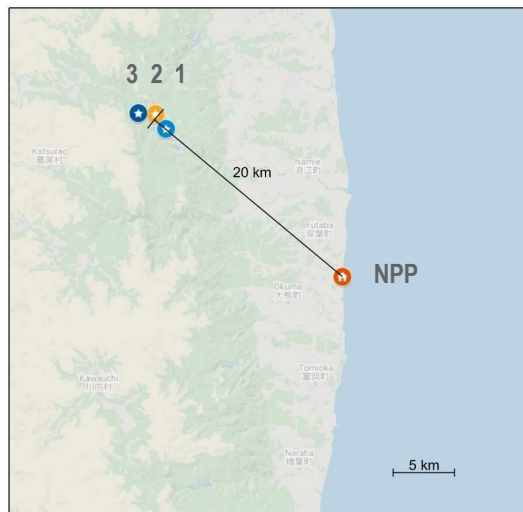 3 2 1
Katsurao
葛尾村
20 km
Namie
浪江町
Futaba
双葉町
NPP
Okuma
大熊町
Tomioka
富岡町
Kawauchi
川内村
Naraha
楢葉町
5 km